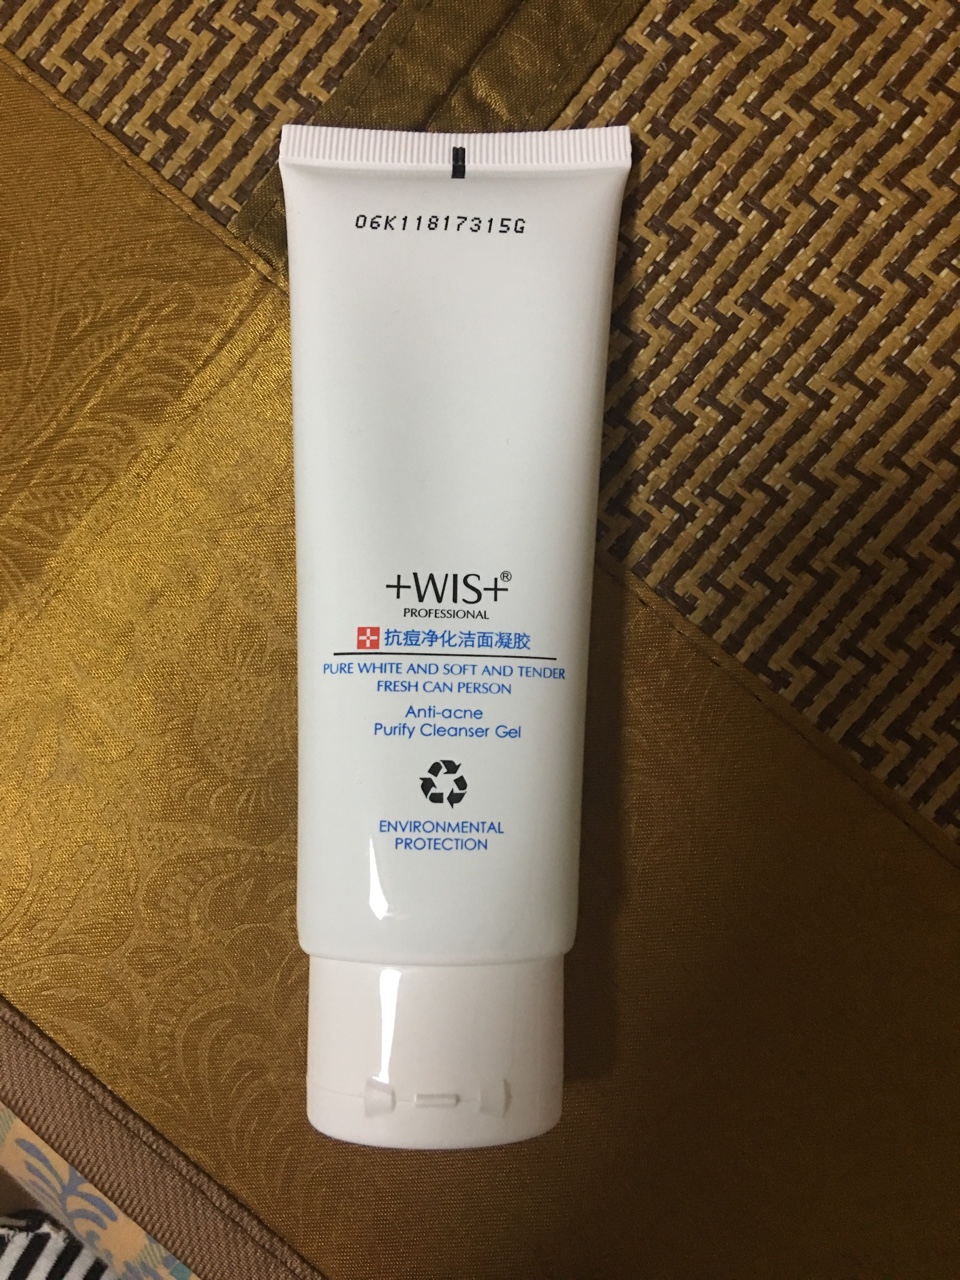 06K11817315G
+WIS+®
PROFESSIONAL
抗痘净化洁面凝胶
PURE WHITE AND SOFT AND TENDER
FRESH CAN PERSON
Anti-acne
Purify Cleanser Gel
ENVIRONMENTAL
PROTECTION